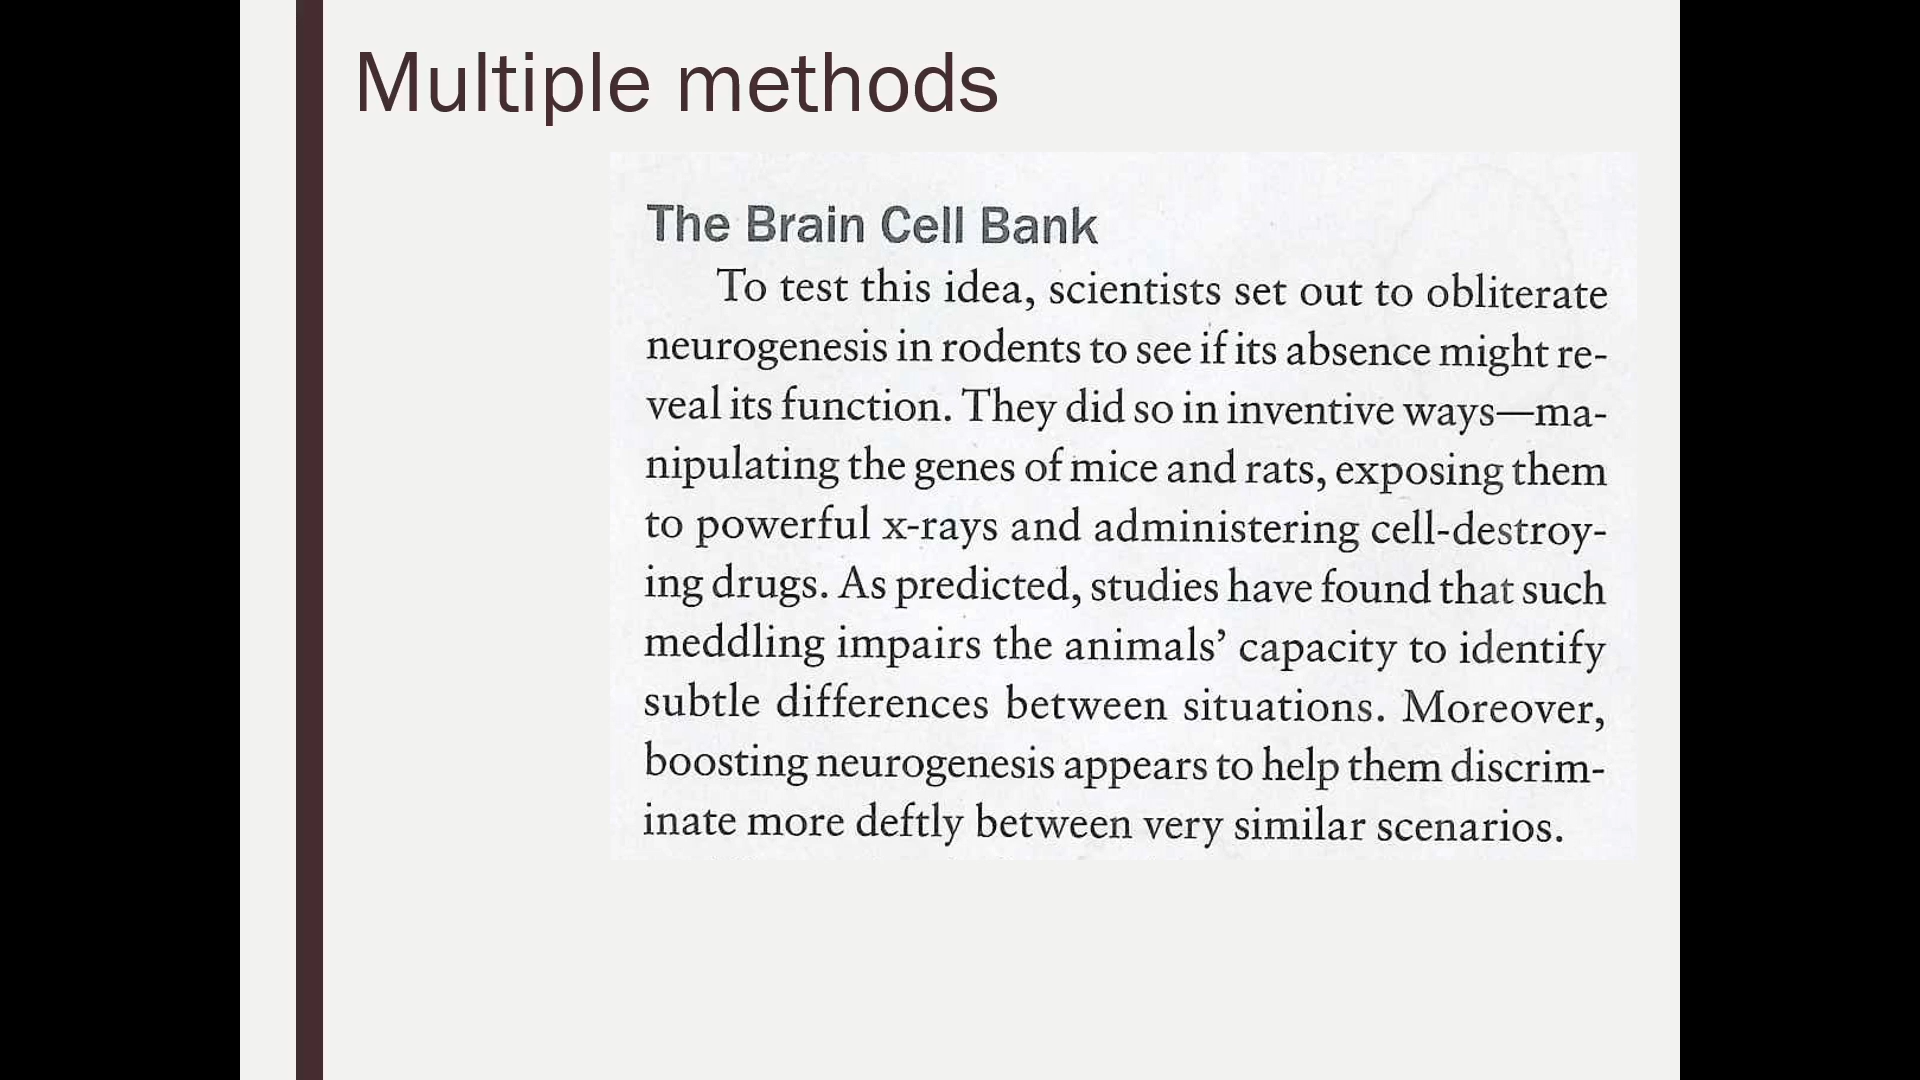 Multiple methods
The Brain Cell Bank
To test this idea, scientists set out to obliterate
neurogenesis in rodents to see if its absence might re-
veal its function. They did so in inventive ways—ma-
nipulating the genes of mice and rats, exposing them
to powerful x-rays and administering cell-destroy-
ing drugs. As predicted, studies have found that such
meddling impairs the animals’ capacity to identify
subtle differences between situations. Moreover,
boosting neurogenesis appears to help them discrim-
inate more deftly between very similar scenarios.